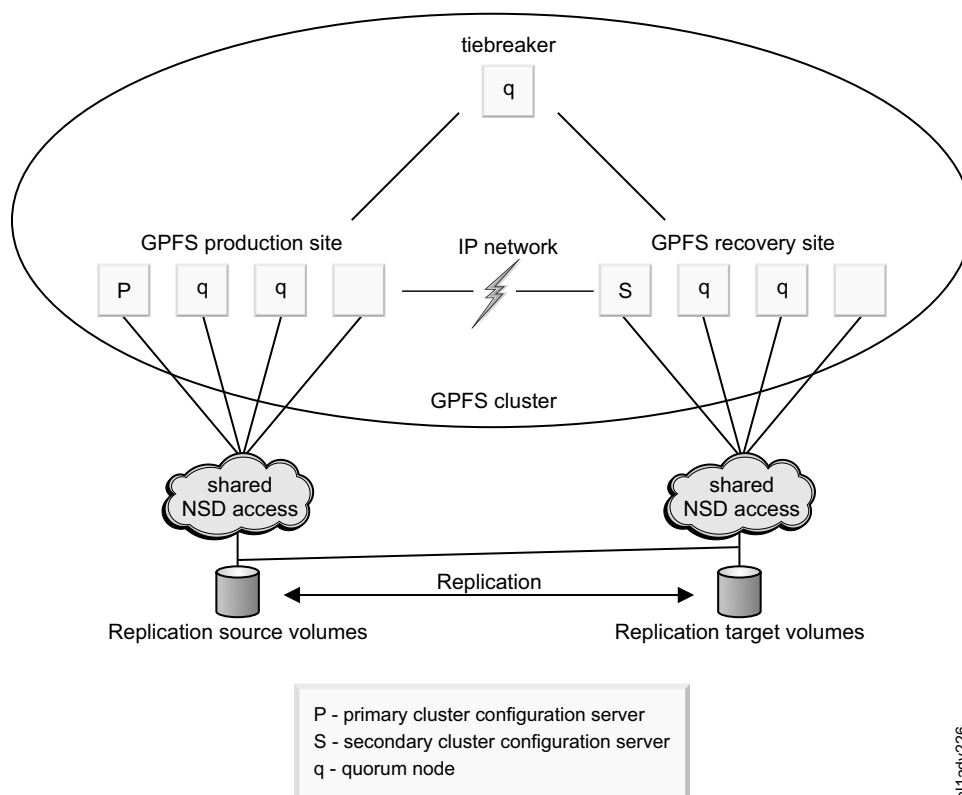 tiebreaker
q
GPFS production site
IP network
GPFS recovery site
P
q
q
S
q
q
GPFS cluster
shared
NSD access
shared
NSD access
Replication
Replication source volumes
Replication target volumes
P - primary cluster configuration server
S - secondary cluster configuration server
q - quorum node